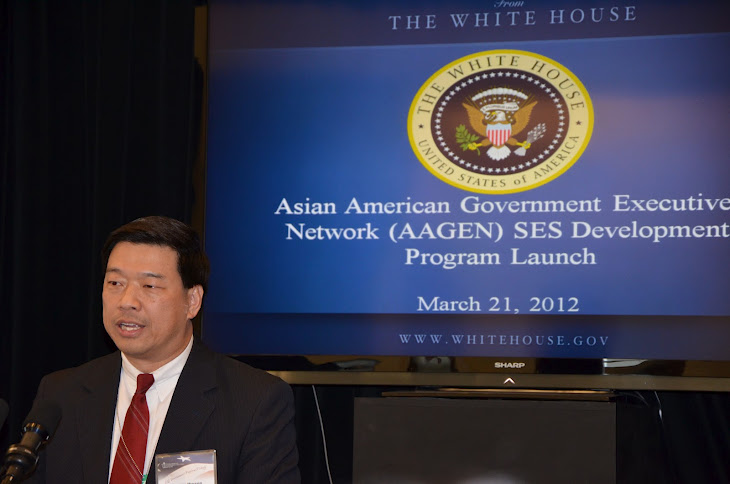 From
THE WHITE HOUSE
THE WHITE HOUSE
UNITED STATES of AMERICA
Asian American Government Executive
Network (AAGEN) SES Development
Program Launch
March 21, 2012
WWW.WHITEHOUSE.GOV
SHARP